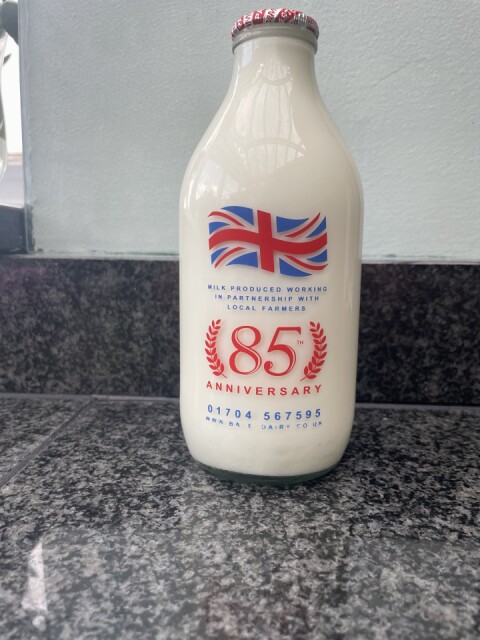 MILK PRODUCED WORKING
IN PARTNERSHIP WITH
LOCAL FARMERS
85TH
ANNIVERSARY
01704 567595